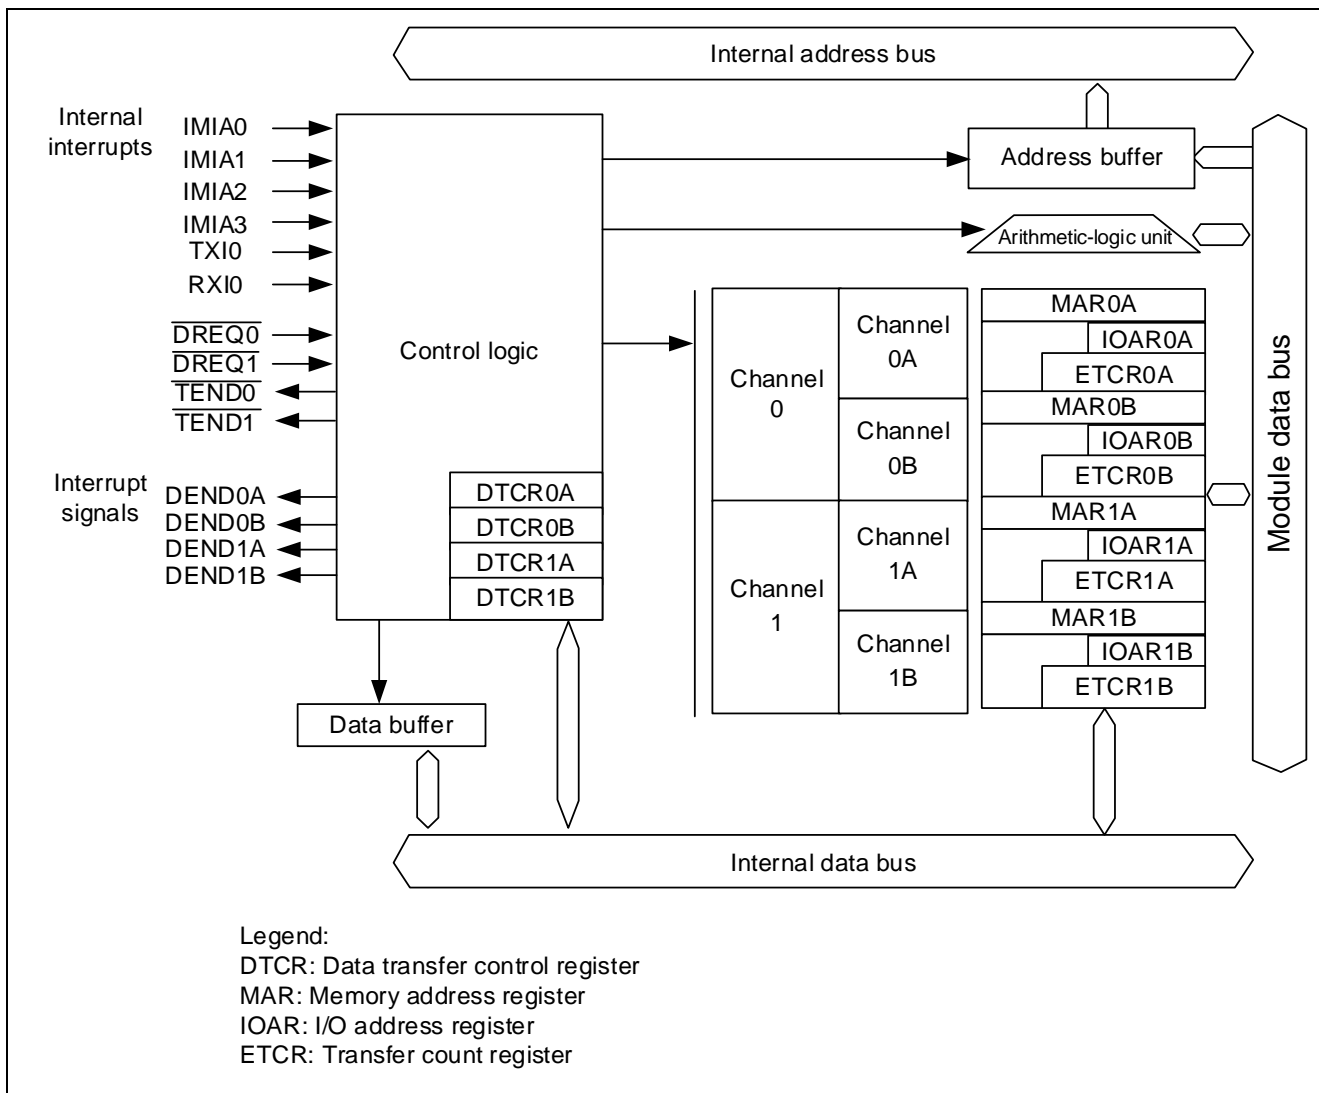 Internal address bus
Internal
interrupts
IMIA0
IMIA1
IMIA2
IMIA3
TXI0
RXI0
DREQ0
DREQ1
TEND0
TEND1
Interrupt
signals
DEND0A
DEND0B
DEND1A
DEND1B
Control logic
DTCR0A
DTCR0B
DTCR1A
DTCR1B
Data buffer
Address buffer
Arithmetic-logic unit
Channel
0
Channel
1
Channel
0A
Channel
0B
Channel
1A
Channel
1B
MAR0A
IOAR0A
ETCR0A
MAR0B
IOAR0B
ETCR0B
MAR1A
IOAR1A
ETCR1A
MAR1B
IOAR1B
ETCR1B
Module data bus
Internal data bus
Legend:
DTCR: Data transfer control register
MAR: Memory address register
IOAR: I/O address register
ETCR: Transfer count register